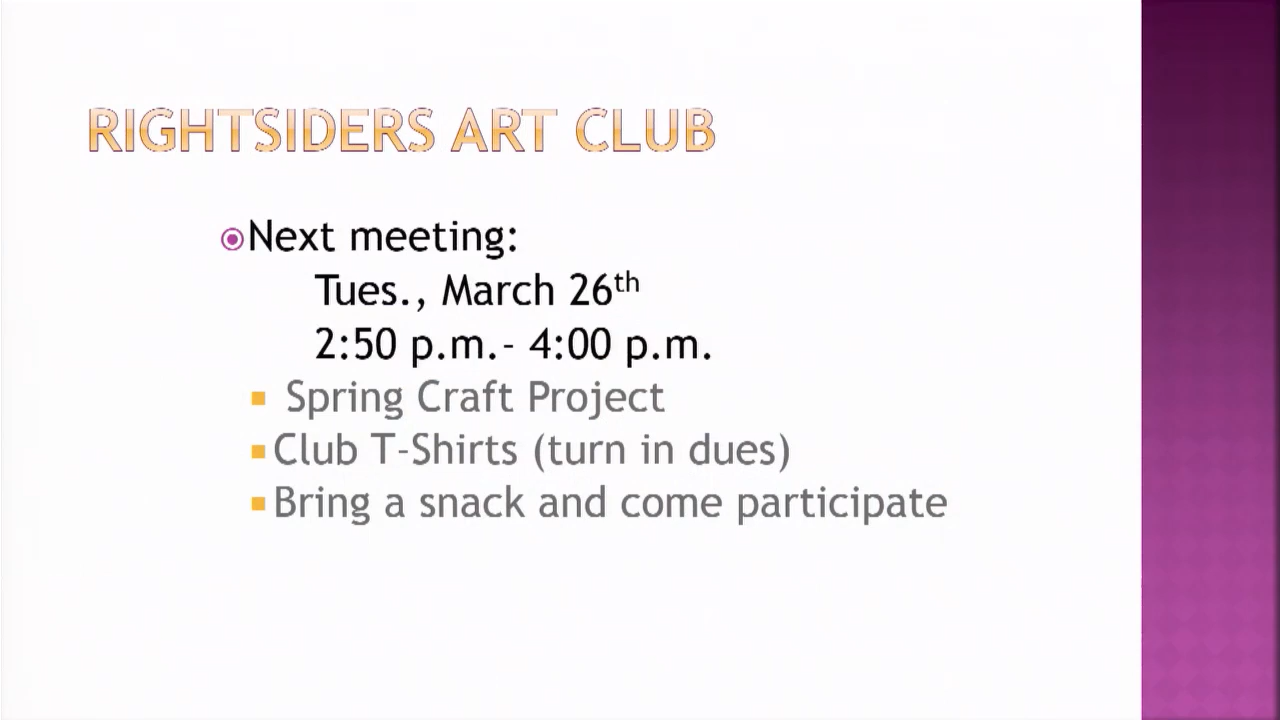 RIGHTSIDERS ART CLUB
Next meeting:
Tues., March 26th
2:50 p.m.- 4:00 p.m.
Spring Craft Project
Club T-Shirts (turn in dues)
Bring a snack and come participate